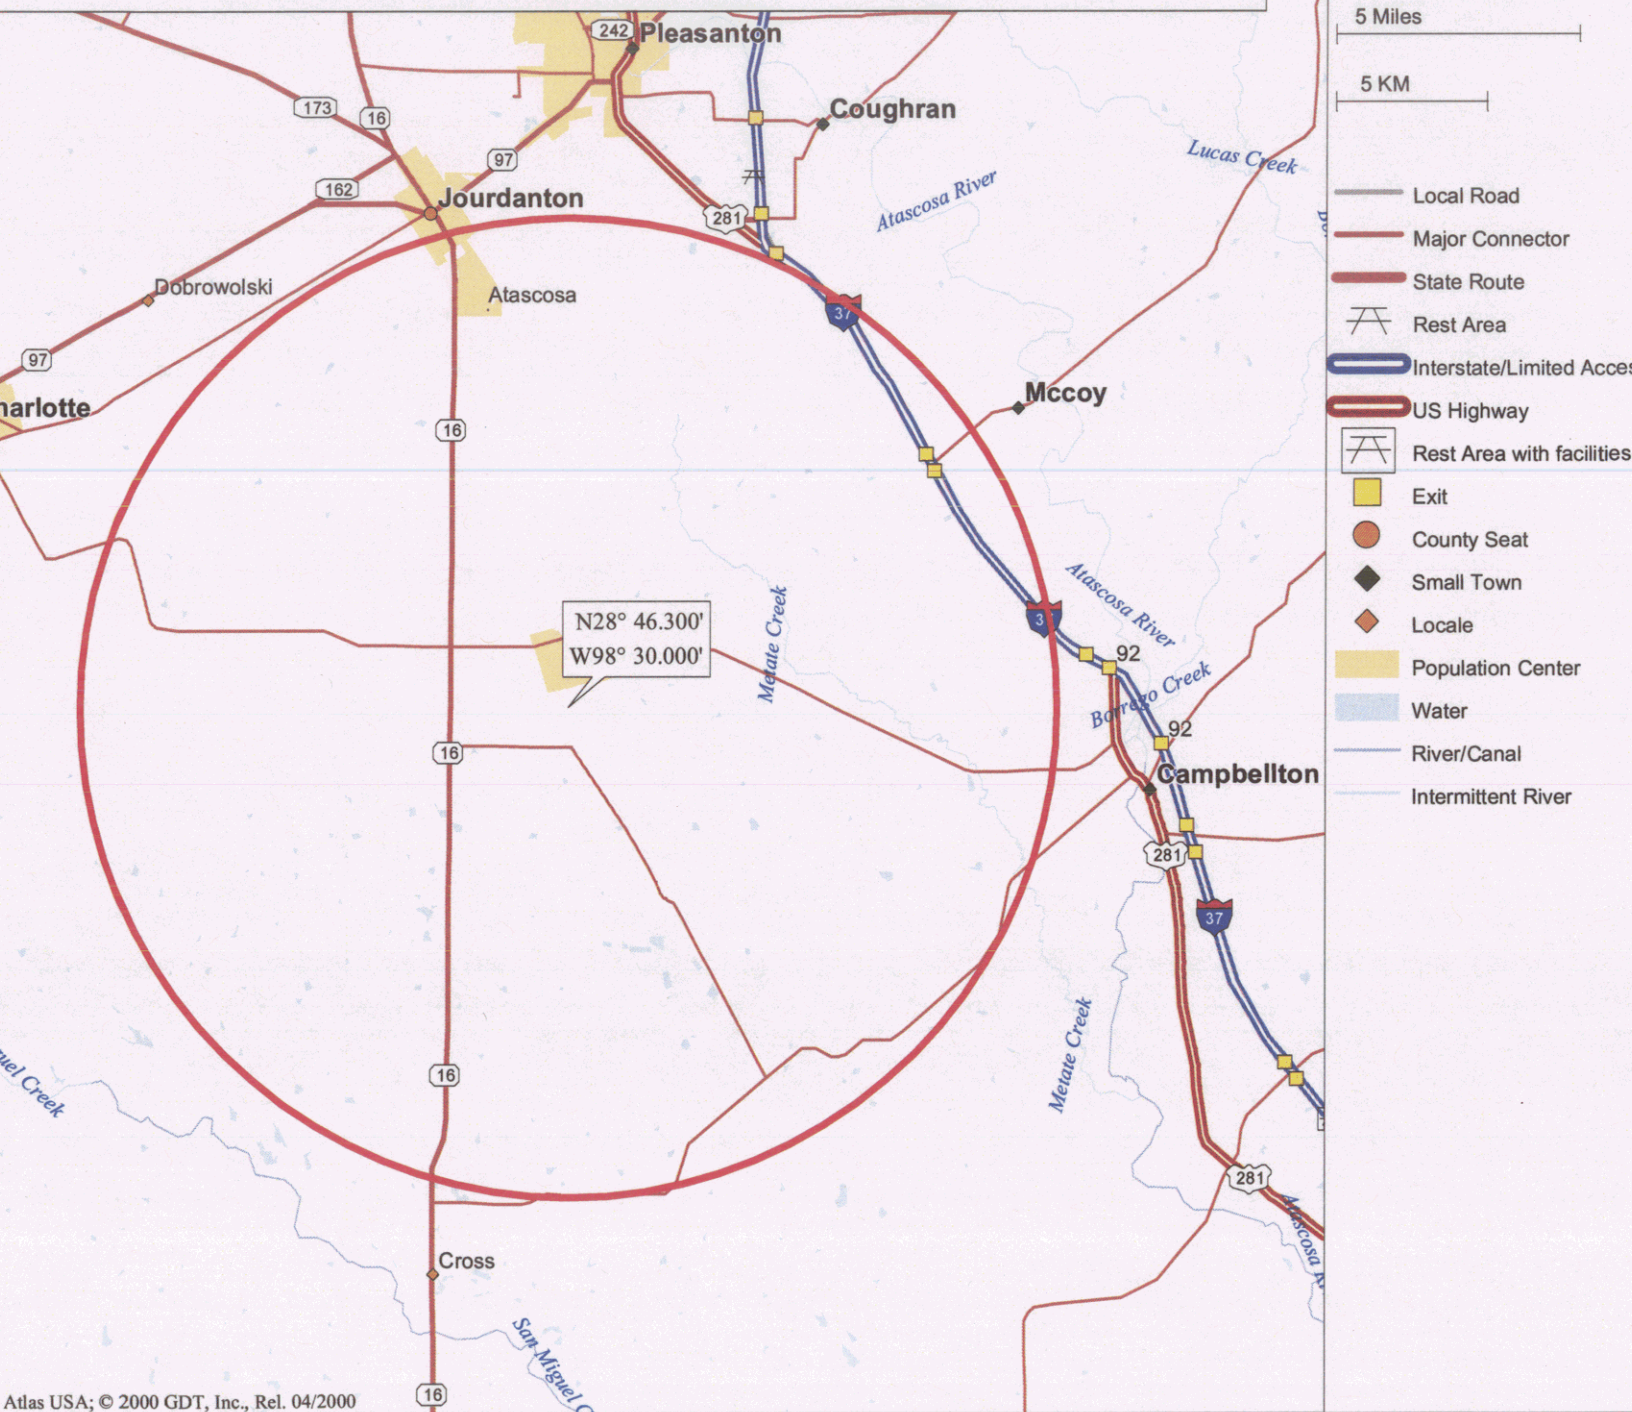 5 Miles
242
Pleasanton
5 KM
173
16
Coughran
97
Lucas Creek
162
Jourdanton
Atascosa River
Local Road
281
Major Connector
Dobrowolski
Atascosa
State Route
37
Rest Area
97
Interstate/Limited Acces
Mccoy
harlotte
US Highway
16
Rest Area with facilities
Exit
County Seat
Atascosa River
Small Town
N28° 46.300'
W98° 30.000'
Metate Creek
3
Locale
92
Borrego Creek
Population Center
Water
92
16
River/Canal
Campbellton
Intermittent River
281
37
Metate Creek
16
uel Creek
281
Atascosa R
Cross
San Miguel C
16
Atlas USA; © 2000 GDT, Inc., Rel. 04/2000